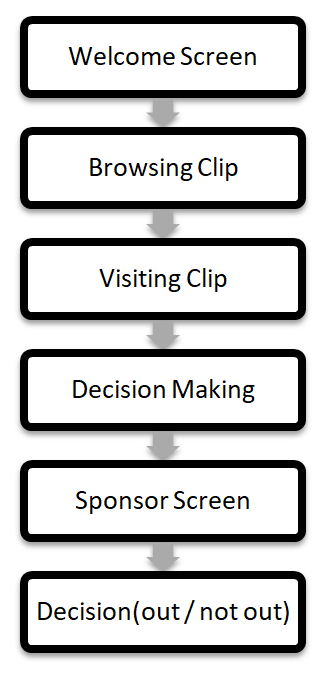 Welcome Screen
Browsing Clip
Visiting Clip
Decision Making
Sponsor Screen
Decision(out / not out)